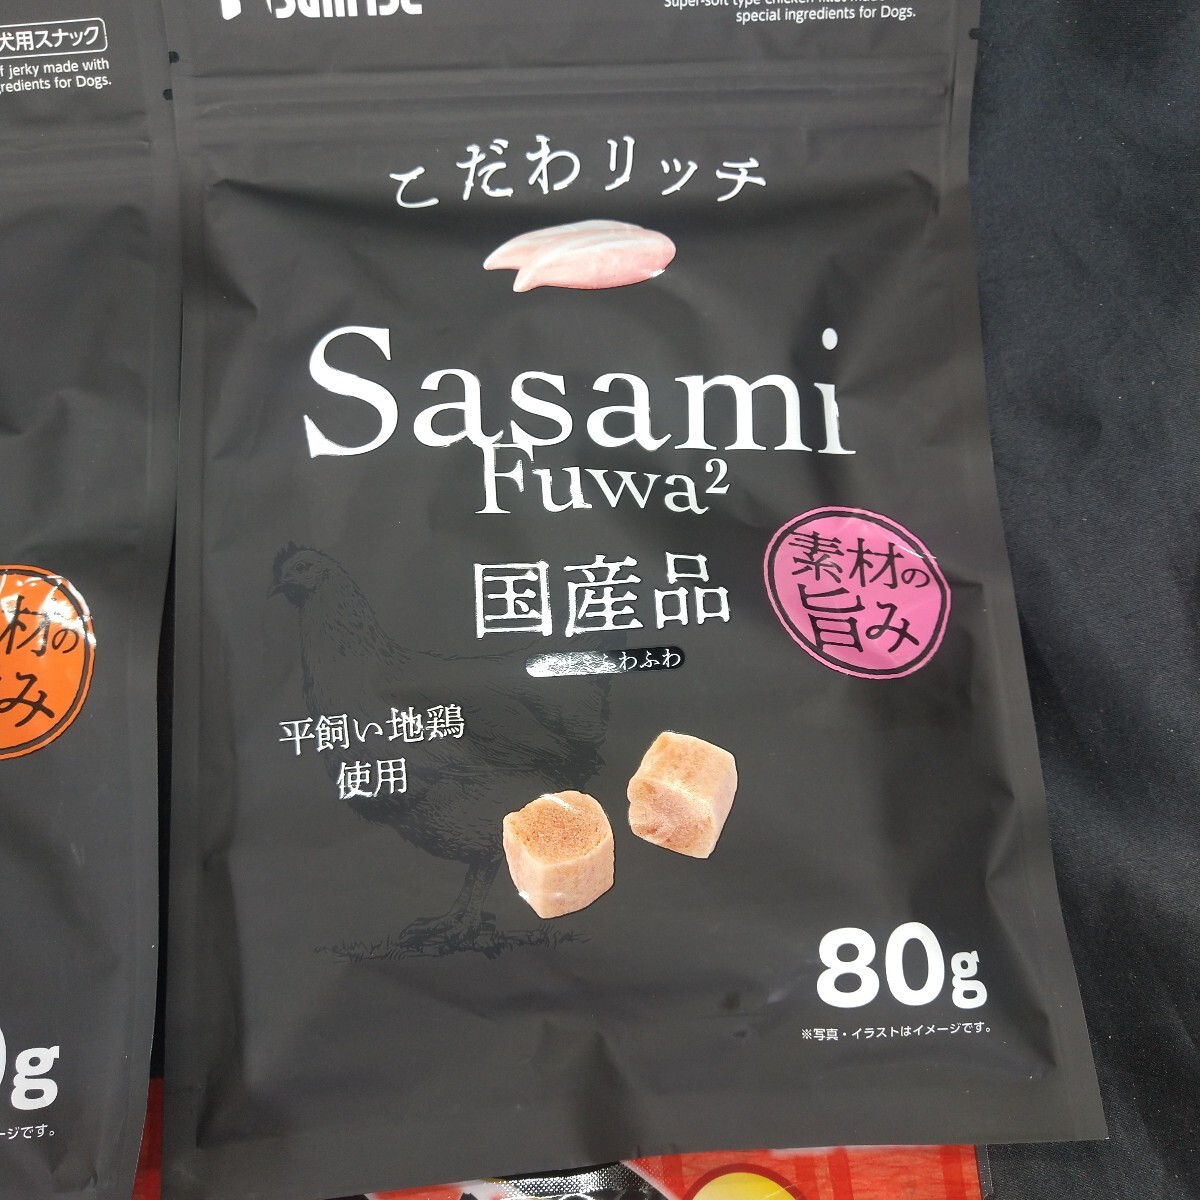 犬用スナック
jerky made with
for Dogs.
Sunrise
Super-soft type chicken fillet made
special ingredients for Dogs.
こだわリッチ
Sasami
Fuwa²
国産品
ふわふわ
素材の
旨み
平飼い地鶏
使用
80g
※写真・イラストはイメージです。
材の
み
g
ージです。